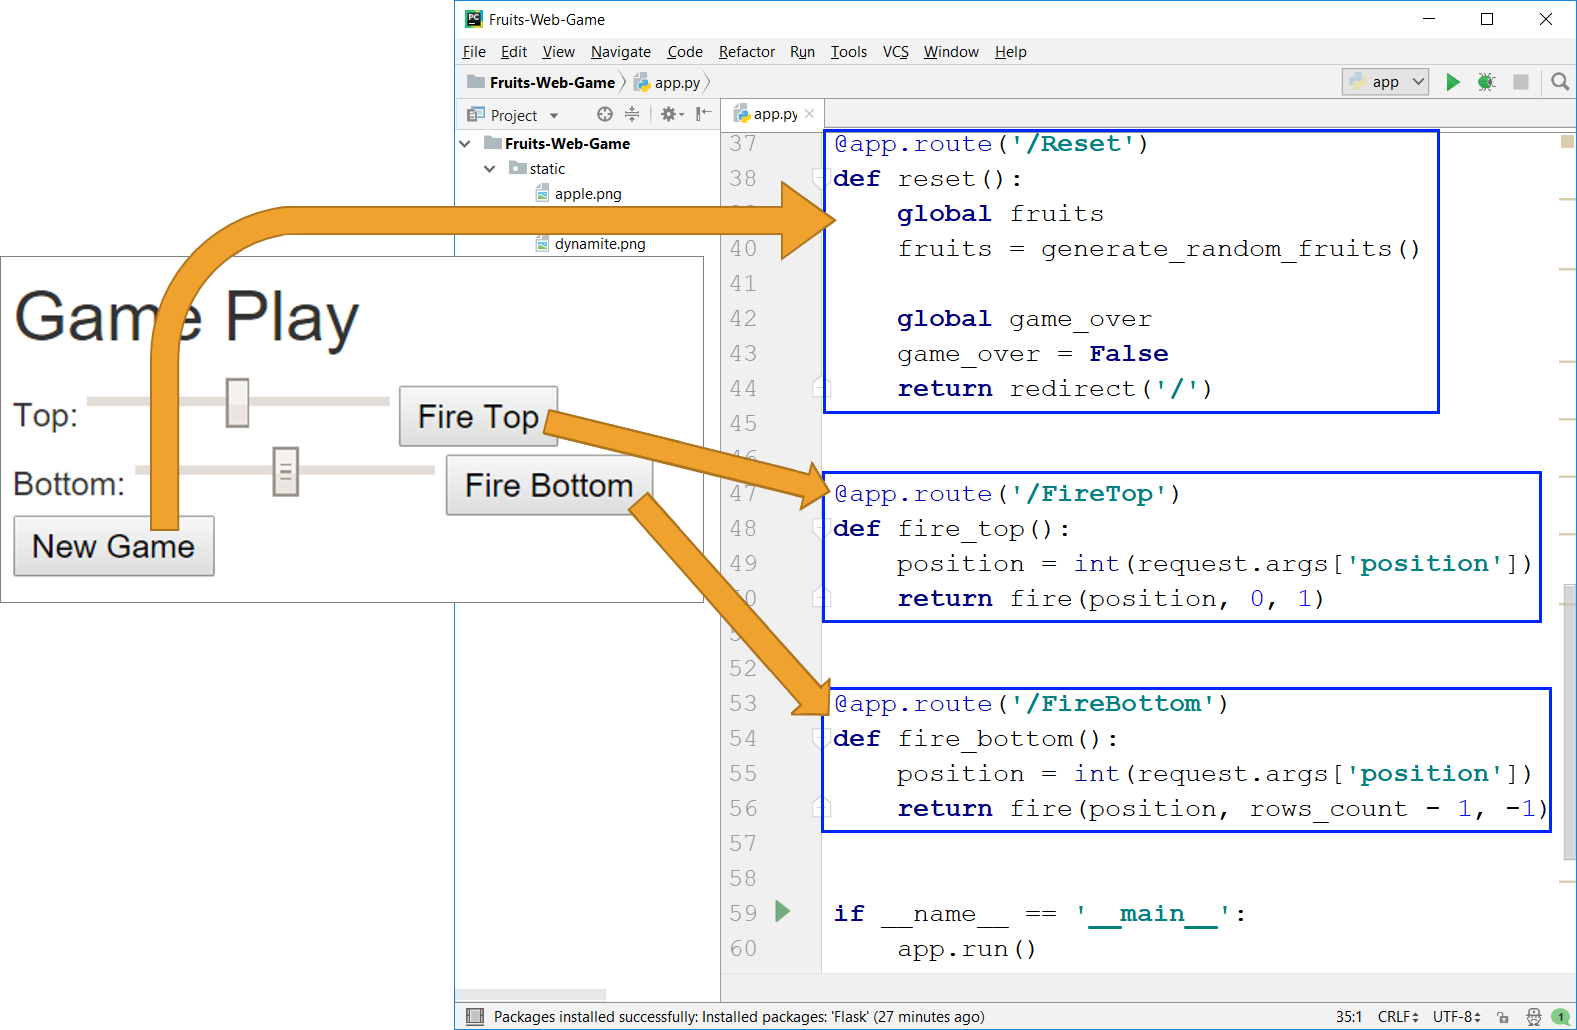 Fruits-Web-Game
File Edit View Navigate Code Refactor Run Tools VCS Window Help
Fruits-Web-Game app.py app
Project
app.py
Fruits-Web-Game
static
apple.png
dynamite.png
Game Play
Top: Fire Top
Bottom: Fire Bottom
New Game
37 @app.route('/Reset')
38 def reset():
global fruits
40 fruits = generate_random_fruits()
41
42 global game_over
43 game_over = False
44 return redirect('/')
45
46
47 @app.route('/FireTop')
48 def fire_top():
49 position = int(request.args['position'])
50 return fire(position, 0, 1)
52
53 @app.route('/FireBottom')
54 def fire_bottom():
55 position = int(request.args['position'])
56 return fire(position, rows_count - 1, -1)
57
58
59 if __name__ == '__main__':
60 app.run()
Packages installed successfully: Installed packages: 'Flask' (27 minutes ago) 35:1 CRLF UTF-8 1